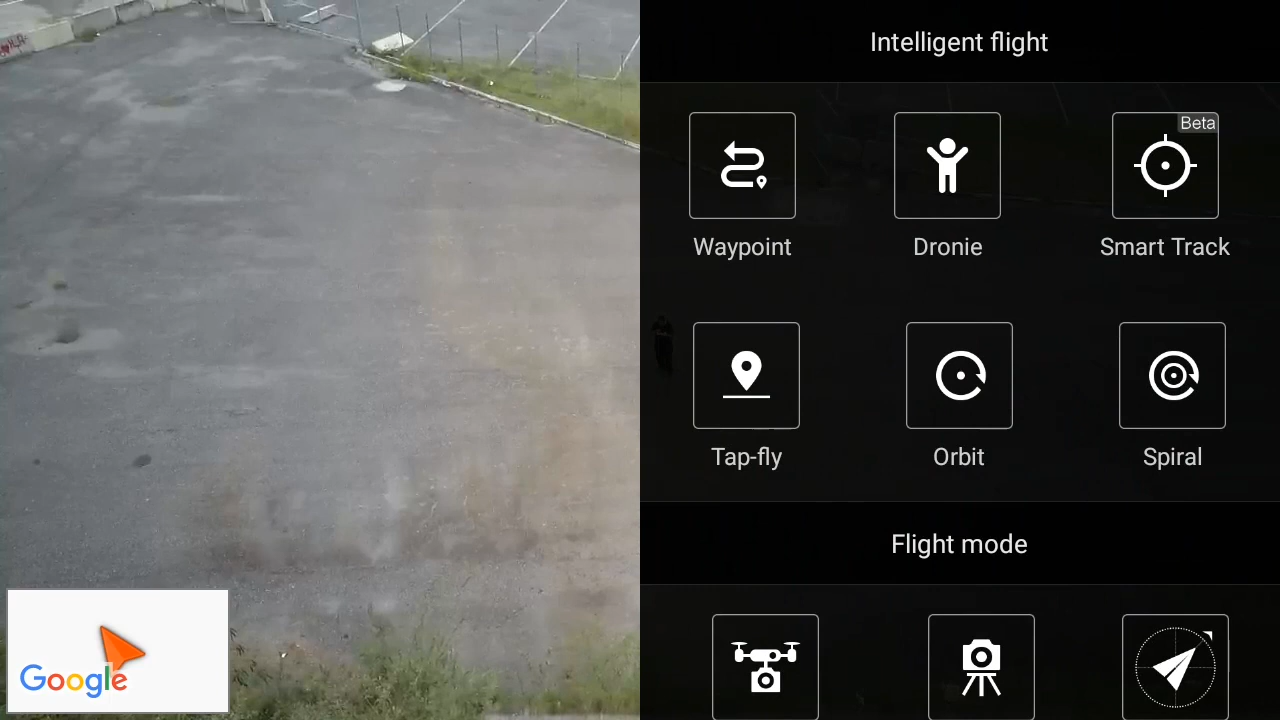 Intelligent flight
Beta
Waypoint
Dronie
Smart Track
Tap-fly
Orbit
Spiral
Flight mode
Google